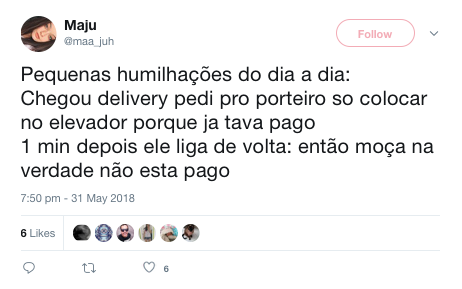 Maju
@maa_juh
Follow
Pequenas humilhações do dia a dia:
Chegou delivery pedi pro porteiro so colocar
no elevador porque ja tava pago
1 min depois ele liga de volta: então moça na
verdade não esta pago
7:50 pm - 31 May 2018
6 Likes
6